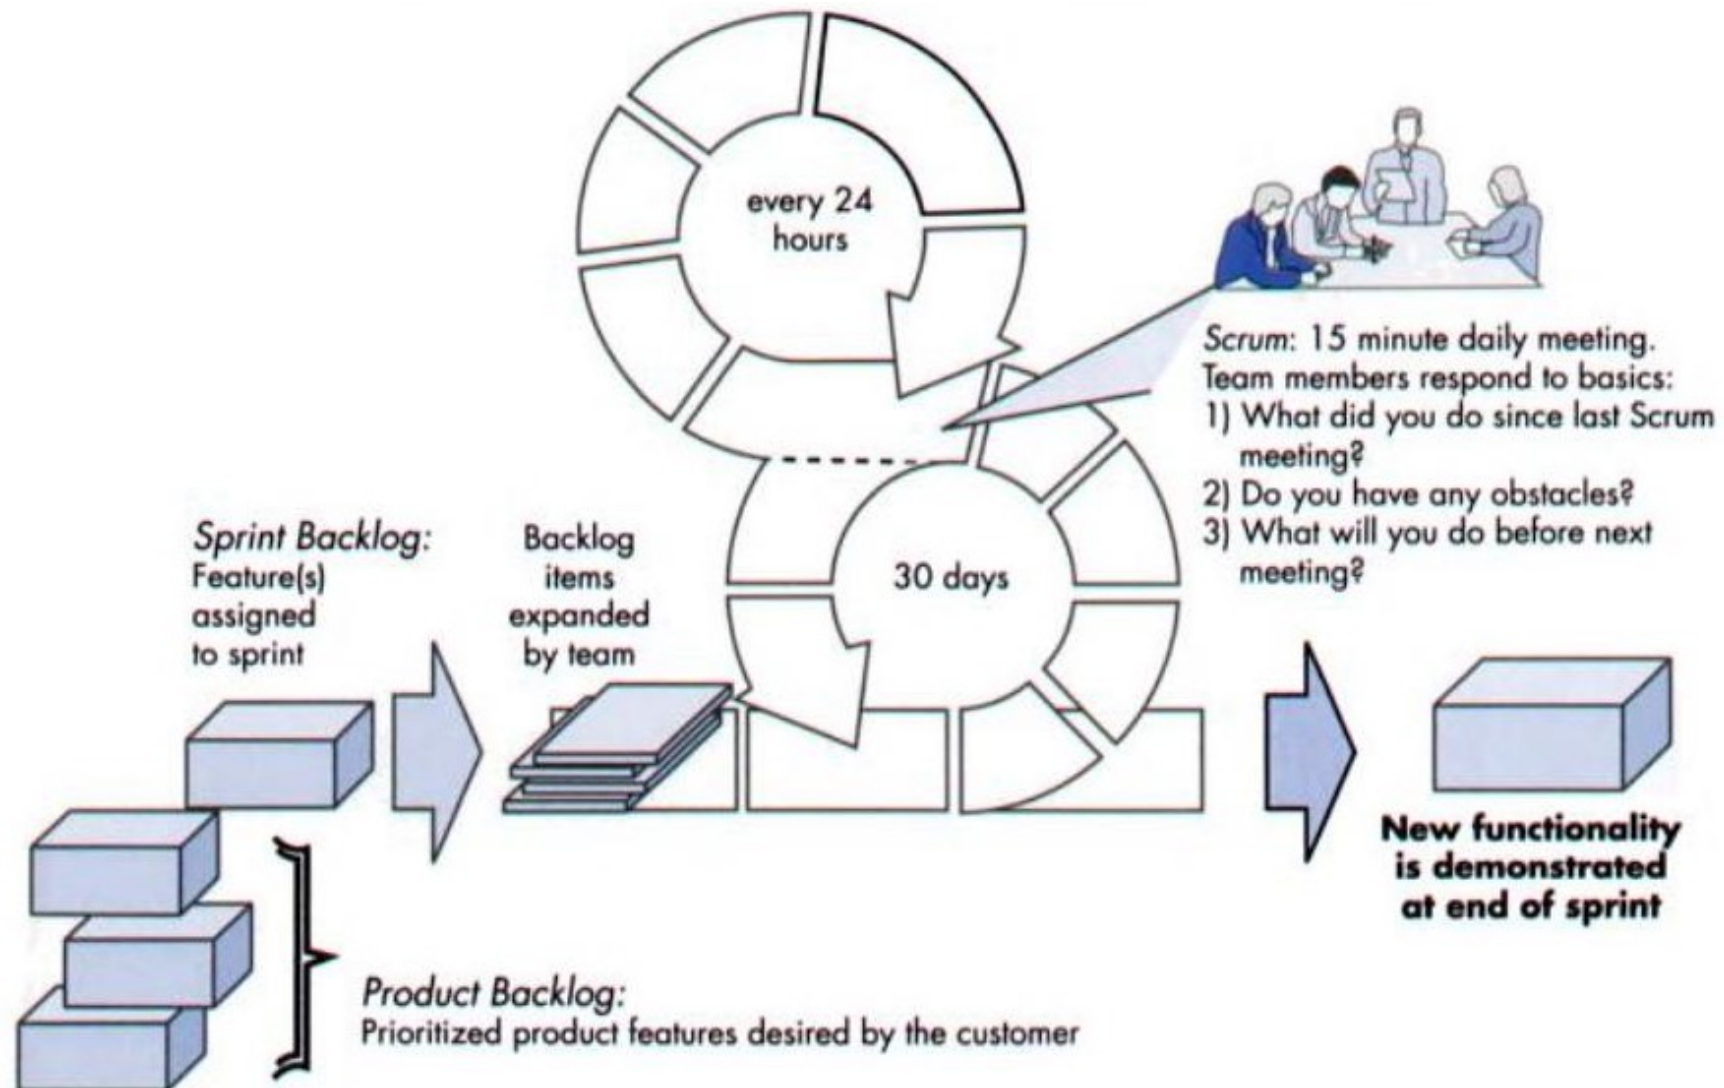 every 24
hours
Scrum: 15 minute daily meeting.
Team members respond to basics:
1) What did you do since last Scrum
meeting?
2) Do you have any obstacles?
3) What will you do before next
meeting?
30 days
Sprint Backlog:
Feature(s)
assigned
to sprint
Backlog
items
expanded
by team
New functionality
is demonstrated
at end of sprint
Product Backlog:
Prioritized product features desired by the customer